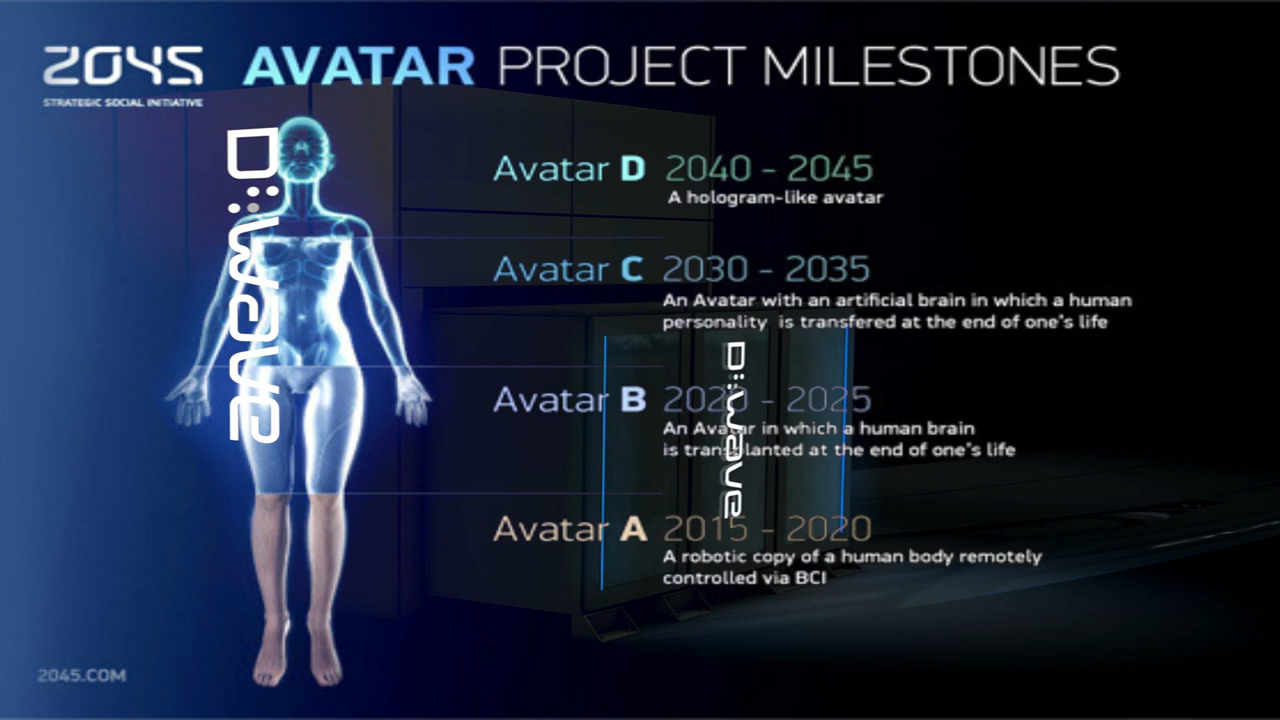 2045 AVATAR PROJECT MILESTONES
STRATEGIC SOCIAL INITIATIVE
D:wave
Avatar D 2040 - 2045
A hologram-like avatar
Avatar C 2030 - 2035
An Avatar with an artificial brain in which a human
personality is transfered at the end of one's life
D:wave
Avatar B 2020 - 2025
An Avatar in which a human brain
is transplanted at the end of one's life
Avatar A 2015 - 2020
A robotic copy of a human body remotely
controlled via BCI
2045.COM